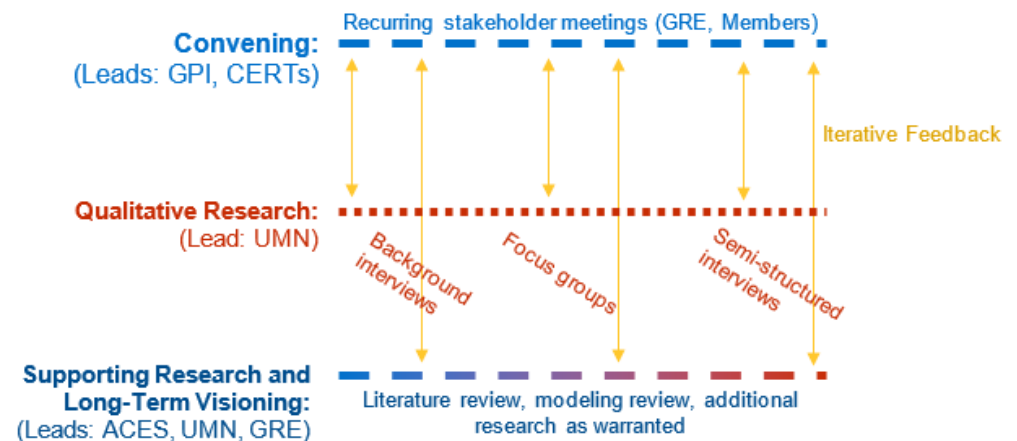 Recurring stakeholder meetings (GRE, Members)
Convening:
(Leads: GPI, CERTs)
Iterative Feedback
Qualitative Research:
(Lead: UMN)
Background
interviews
Focus groups
Semi-structured
interviews
Supporting Research and
Long-Term Visioning:
(Leads: ACES, UMN, GRE)
Literature review, modeling review, additional
research as warranted